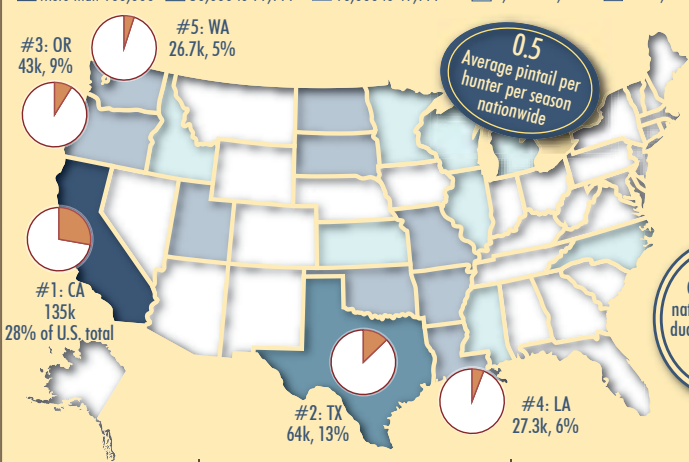 #5: WA
26.7k, 5%
#3: OR
43k, 9%
0.5
Average pintail per
hunter per season
nationwide
#1: CA
135k
28% of U.S. total
#2: TX
64k, 13%
#4: LA
27.3k, 6%